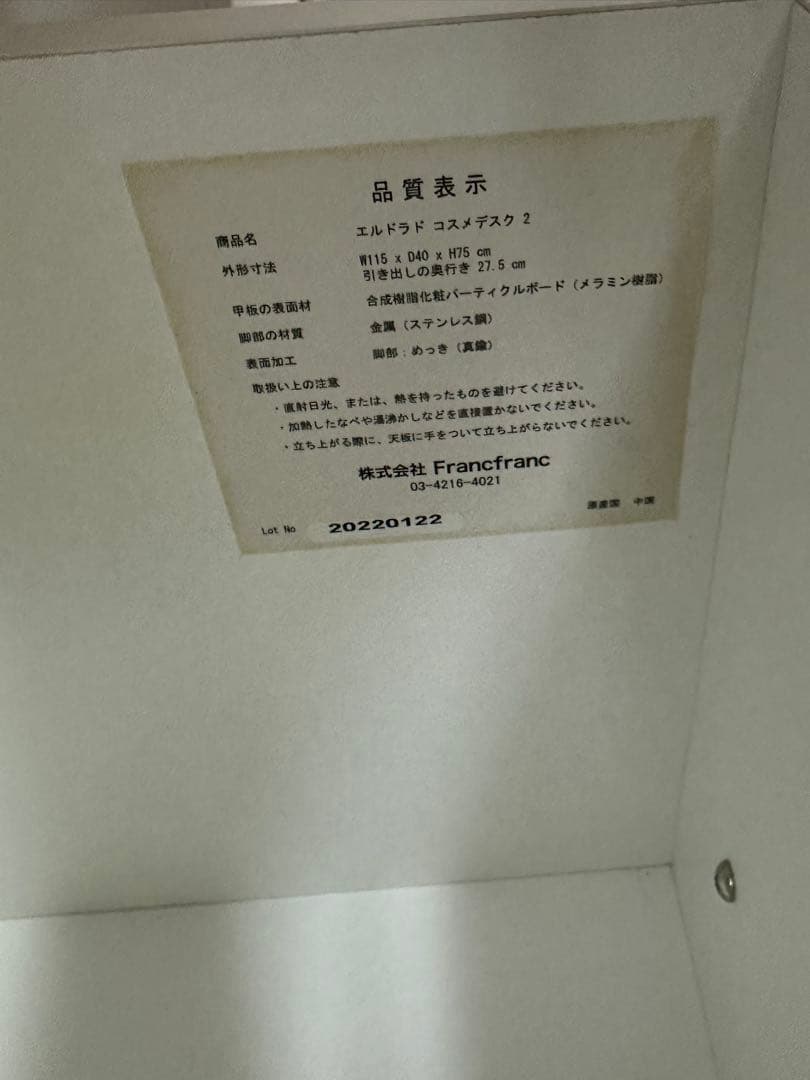 品質表示
商品名 エルドラド コスメデスク 2
外形寸法 W115 x D40 x H75 cm
引き出しの奥行き 27.5 cm
甲板の表面材 合成樹脂化粧パーティクルボード（メラミン樹脂）
脚部の材質 金属（ステンレス鋼）
表面加工 脚部：めっき（真鍮）
取扱い上の注意
・直射日光、または、熱を持ったものを避けてください。
・加熱したなべや湯沸かしなどを直接置かないでください。
・立ち上がる際に、天板に手をついて立ち上がらないでください。
株式会社 Francfranc
03-4216-4021
Lot No 20220122
原産国 中国